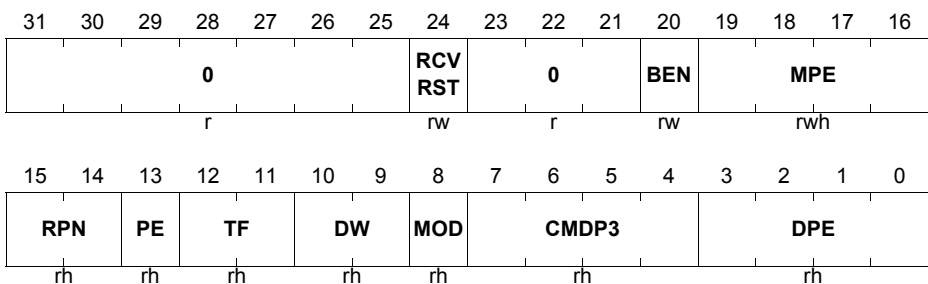 31 30 29 28 27 26 25 24 23 22 21 20 19 18 17 16
0 RCV RST 0 BEN MPE
r rw r rw rwh
15 14 13 12 11 10 9 8 7 6 5 4 3 2 1 0
RPN PE TF DW MOD CMDP3 DPE
rh rh rh rh rh rh rh